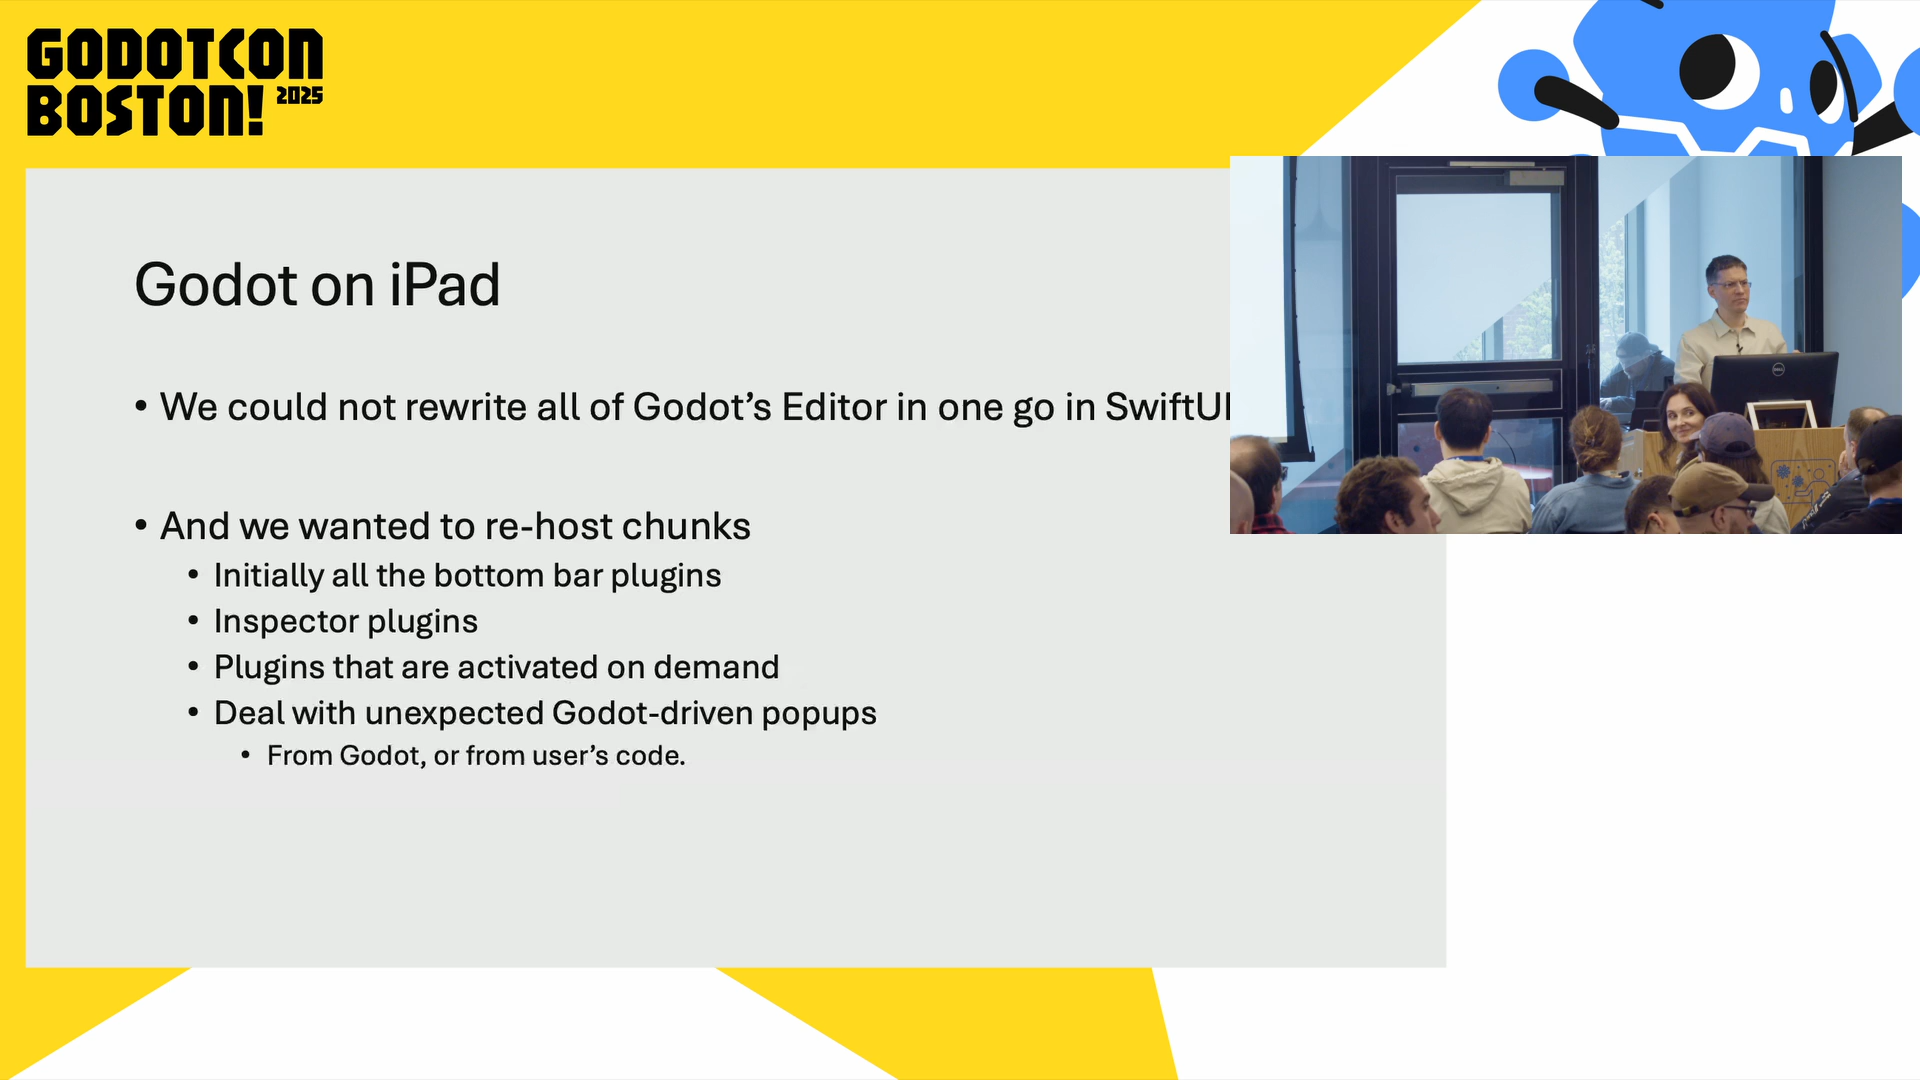 GODOTCON
BOSTON! 2025
Godot on iPad
• We could not rewrite all of Godot's Editor in one go in SwiftUI
• And we wanted to re-host chunks
• Initially all the bottom bar plugins
• Inspector plugins
• Plugins that are activated on demand
• Deal with unexpected Godot-driven popups
• From Godot, or from user's code.
DELL